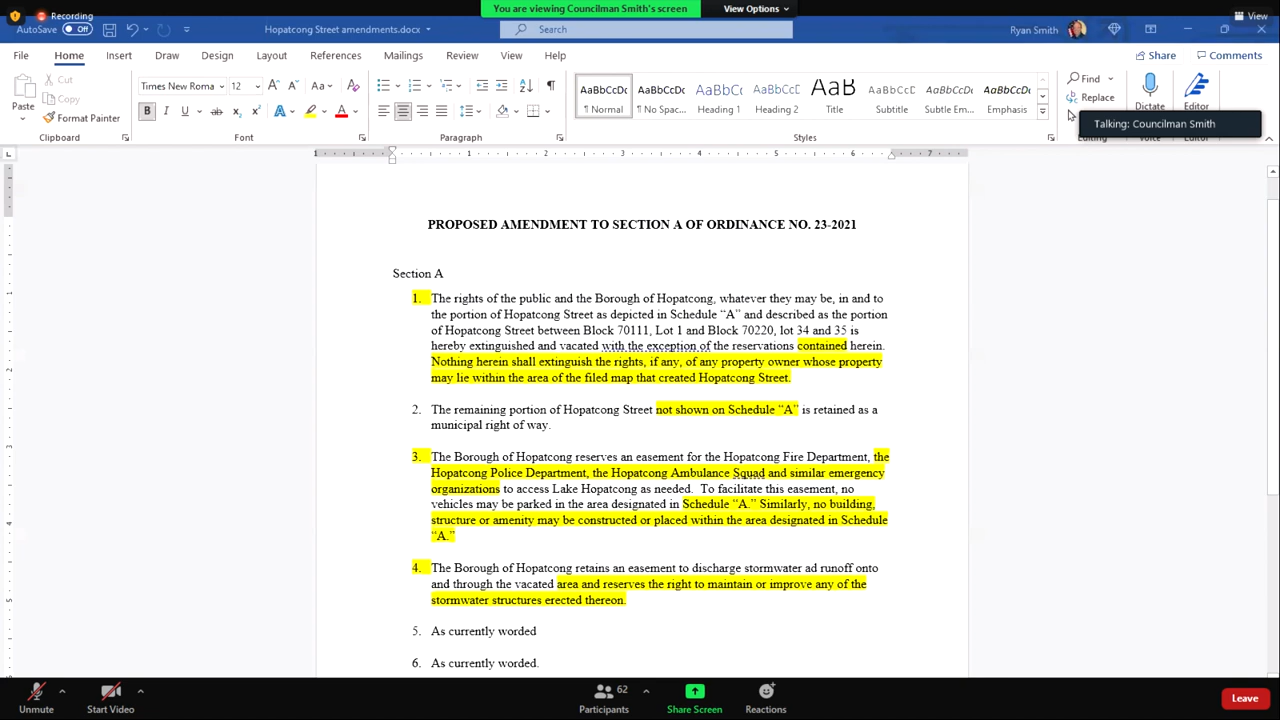 Recording
You are viewing Councilman Smith's screen
View Options
View
AutoSave Off
Hopatcong Street amendments.docx
Search
Ryan Smith
File Home Insert Draw Design Layout References Mailings Review View Help
Share
Comments
Paste
Cut
Copy
Format Painter
Clipboard
Times New Roma 12
Aa
B I U ab x₂ x² A A
Font
Paragraph
AaBbCcDc AaBbCcDc AaBbCc AaBbCcD AaB AaBbCcD AaBbCcDc AaBbCcDc
¶ Normal ¶ No Spac... Heading 1 Heading 2 Title Subtitle Subtle Em... Emphasis
Styles
Find
Replace
Dictate
Editor
Talking: Councilman Smith
1 1 2 3 4 5 6 7
PROPOSED AMENDMENT TO SECTION A OF ORDINANCE NO. 23-2021
Section A
1. The rights of the public and the Borough of Hopatcong, whatever they may be, in and to
the portion of Hopatcong Street as depicted in Schedule “A” and described as the portion
of Hopatcong Street between Block 70111, Lot 1 and Block 70220, lot 34 and 35 is
hereby extinguished and vacated with the exception of the reservations contained herein.
Nothing herein shall extinguish the rights, if any, of any property owner whose property
may lie within the area of the filed map that created Hopatcong Street.
2. The remaining portion of Hopatcong Street not shown on Schedule “A” is retained as a
municipal right of way.
3. The Borough of Hopatcong reserves an easement for the Hopatcong Fire Department, the
Hopatcong Police Department, the Hopatcong Ambulance Squad and similar emergency
organizations to access Lake Hopatcong as needed. To facilitate this easement, no
vehicles may be parked in the area designated in Schedule “A.” Similarly, no building,
structure or amenity may be constructed or placed within the area designated in Schedule
“A.”
4. The Borough of Hopatcong retains an easement to discharge stormwater ad runoff onto
and through the vacated area and reserves the right to maintain or improve any of the
stormwater structures erected thereon.
5. As currently worded
6. As currently worded.
Unmute
Start Video
62
Participants
Share Screen
Reactions
Leave